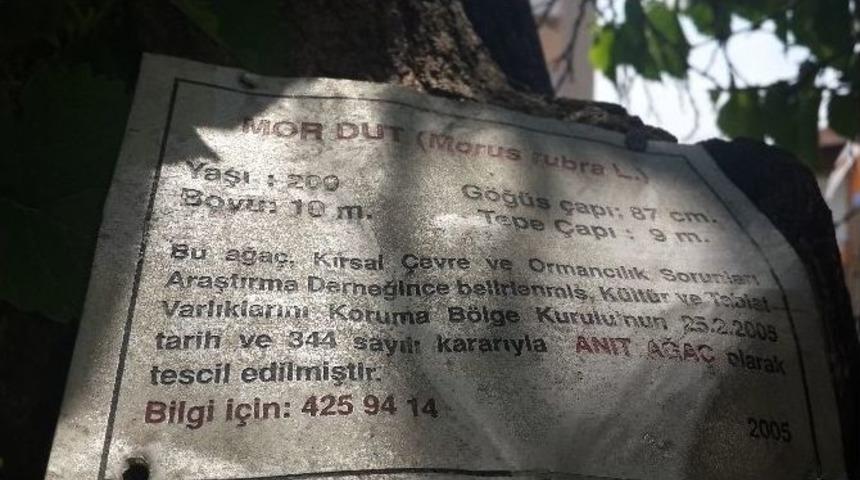 MOR DUT (Morus rubra L.)
Yaşı : 200
Boyu: 10 m.
Göğüs çapı: 87 cm.
Tepe Çapı : 9 m.
Bu ağaç, Kırsal Çevre ve Ormancılık Sorunları
Araştırma Derneğince belirlenmiş, Kültür ve Tabiat
Varlıklarını Koruma Bölge Kurulu'nun 25.2.2005
tarih ve 344 sayılı kararıyla ANIT AĞAÇ olarak
tescil edilmiştir.
Bilgi için: 425 94 14
2005